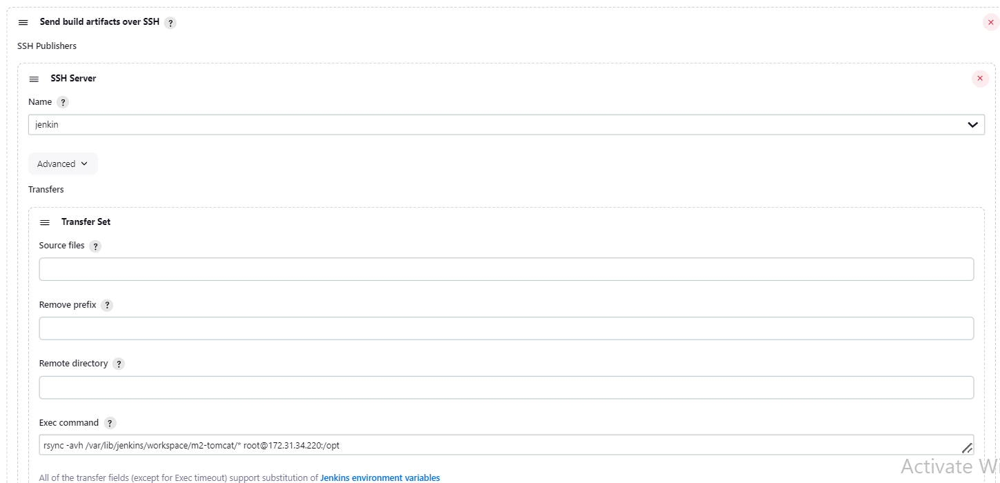 Send build artifacts over SSH ?
SSH Publishers
SSH Server
Name ?
jenkin
Advanced
Transfers
Transfer Set
Source files ?
Remove prefix ?
Remote directory ?
Exec command ?
rsync -avh /var/lib/jenkins/workspace/m2-tomcat/* root@172.31.34.220:/opt
Activate W
All of the transfer fields (except for Exec timeout) support substitution of Jenkins environment variables